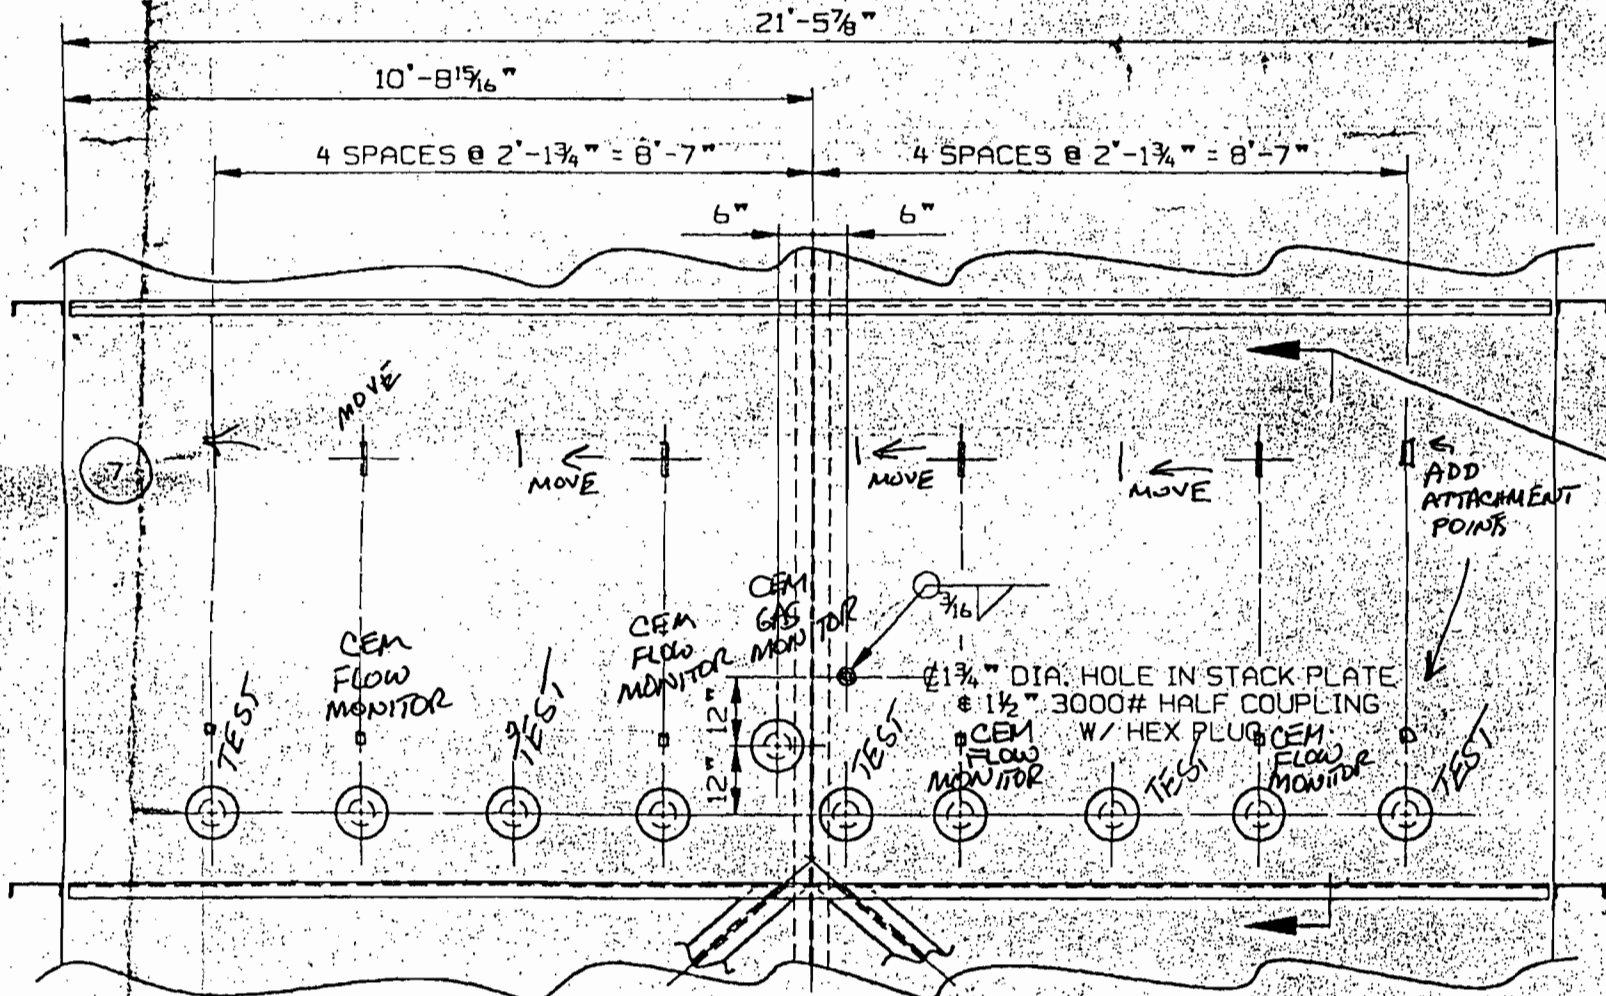 21'-5⅞"
10'-8 15/16"
4 SPACES @ 2'-1¾" = 8'-7"
4 SPACES @ 2'-1¾" = 8'-7"
6"
6"
MOVE
7
MOVE
MOVE
MOVE
ADD
ATTACHMENT
POINTS
CEM
FLOW
MONITOR
CEM
FLOW
MONITOR
CEM
GAS
MONITOR
3/16
℄ 1¾" DIA. HOLE IN STACK PLATE
& 1½" 3000# HALF COUPLING
W/ HEX PLUG
12"
12"
TEST
TEST
TEST
CEM
FLOW
MONITOR
TEST
CEM
FLOW
MONITOR
TEST